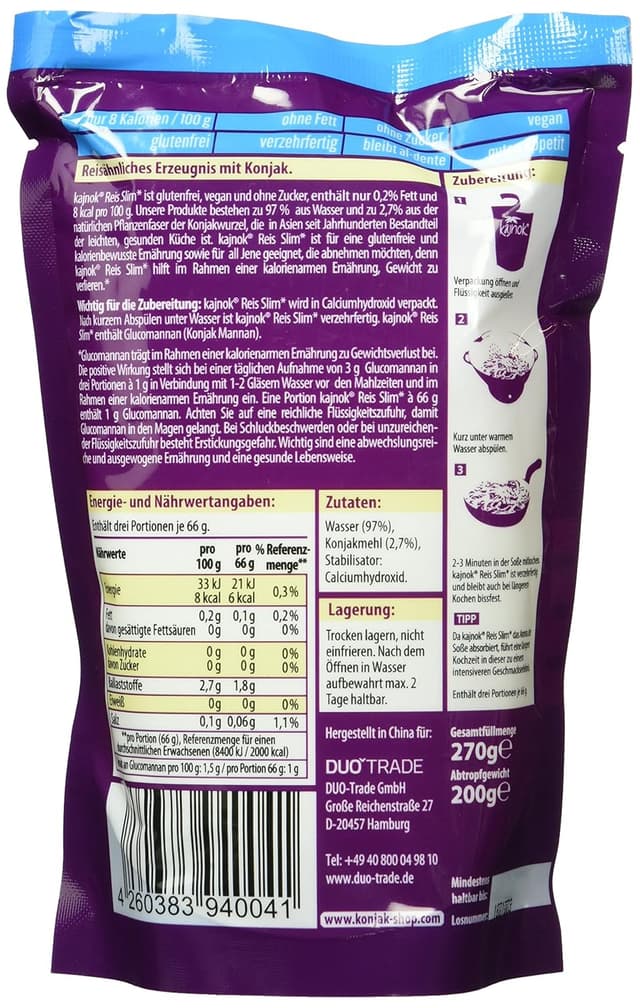 nur 8 Kalorien / 100 g
ohne Fett
ohne Zucker
vegan
glutenfrei
verzehrfertig
bleibt al-dente
Reisähnliches Erzeugnis mit Konjak.
kajnok® Reis Slim* ist glutenfrei, vegan und ohne Zucker, enthält nur 0,2% Fett und
8 kcal pro 100 g. Unsere Produkte bestehen zu 97 % aus Wasser und zu 2,7% aus der
natürlichen Pflanzenfaser der Konjakwurzel, die in Asien seit Jahrhunderten Bestandteil
der leichten, gesunden Küche ist. kajnok® Reis Slim* ist für eine glutenfreie und
kalorienbewusste Ernährung sowie für all Jene geeignet, die abnehmen möchten, denn
kajnok® Reis Slim* hilft im Rahmen einer kalorienarmen Ernährung, Gewicht zu
verlieren.*
Wichtig für die Zubereitung: kajnok® Reis Slim* wird in Calciumhydroxid verpackt.
Nach kurzem Abspülen unter Wasser ist kajnok® Reis Slim* verzehrfertig. kajnok® Reis
Slim* enthält Glucomannan (Konjak Mannan).
*Glucomannan trägt im Rahmen einer kalorienarmen Ernährung zu Gewichtsverlust bei.
Die positive Wirkung stellt sich bei einer täglichen Aufnahme von 3 g Glucomannan in
drei Portionen à 1 g in Verbindung mit 1-2 Gläsern Wasser vor den Mahlzeiten und im
Rahmen einer kalorienarmen Ernährung ein. Eine Portion kajnok® Reis Slim* à 66 g
enthält 1 g Glucomannan. Achten Sie auf eine reichliche Flüssigkeitszufuhr, damit
Glucomannan in den Magen gelangt. Bei Schluckbeschwerden oder bei unzureichen-
der Flüssigkeitszufuhr besteht Erstickungsgefahr. Wichtig sind eine abwechslungsrei-
che und ausgewogene Ernährung und eine gesunde Lebensweise.
Zubereitung:
1
kajnok
Verpackung öffnen und
Flüssigkeit ausgießen
2
Kurz unter warmem
Wasser abspülen.
3
2-3 Minuten in der Soße
kajnok® Reis Slim* ist verzehrfertig
und bleibt auch bei längerem
Kochen bissfest.
TIPP
Da kajnok® Reis Slim* das
Soße absorbiert, führt eine
Kochzeit in dieser zu einem
intensiveren
Enthält drei Portionen je 66 g.
Energie- und Nährwertangaben:
Enthält drei Portionen je 66 g.
Nährwerte pro 100 g pro 66 g % Referenz-menge**
Energie 33 kJ 21 kJ
8 kcal 6 kcal 0,3%
Fett 0,2g 0,1g 0,2%
davon gesättigte Fettsäuren 0g 0g 0%
Kohlenhydrate 0g 0g 0%
davon Zucker 0g 0g 0%
Ballaststoffe 2,7g 1,8g
Eiweiß 0g 0g 0%
Salz 0,1g 0,06g 1,1%
**pro Portion (66 g), Referenzmenge für einen
durchschnittlichen Erwachsenen (8400 kJ / 2000 kcal)
an Glucomannan pro 100 g: 1,5 g / pro Portion 66 g: 1 g
Zutaten:
Wasser (97%),
Konjakmehl (2,7%),
Stabilisator:
Calciumhydroxid.
Lagerung:
Trocken lagern, nicht
einfrieren. Nach dem
Öffnen in Wasser
aufbewahrt max. 2
Tage haltbar.
Hergestellt in China für:
DUO TRADE
DUO-Trade GmbH
Große Reichenstraße 27
D-20457 Hamburg
Tel: +49 40 800 04 98 10
www.duo-trade.de
www.konjak-shop.com
Gesamtfüllmenge
270g℮
Abtropfgewicht
200g℮
Mindestens
haltbar bis:
Losnummer
4 260383 940041